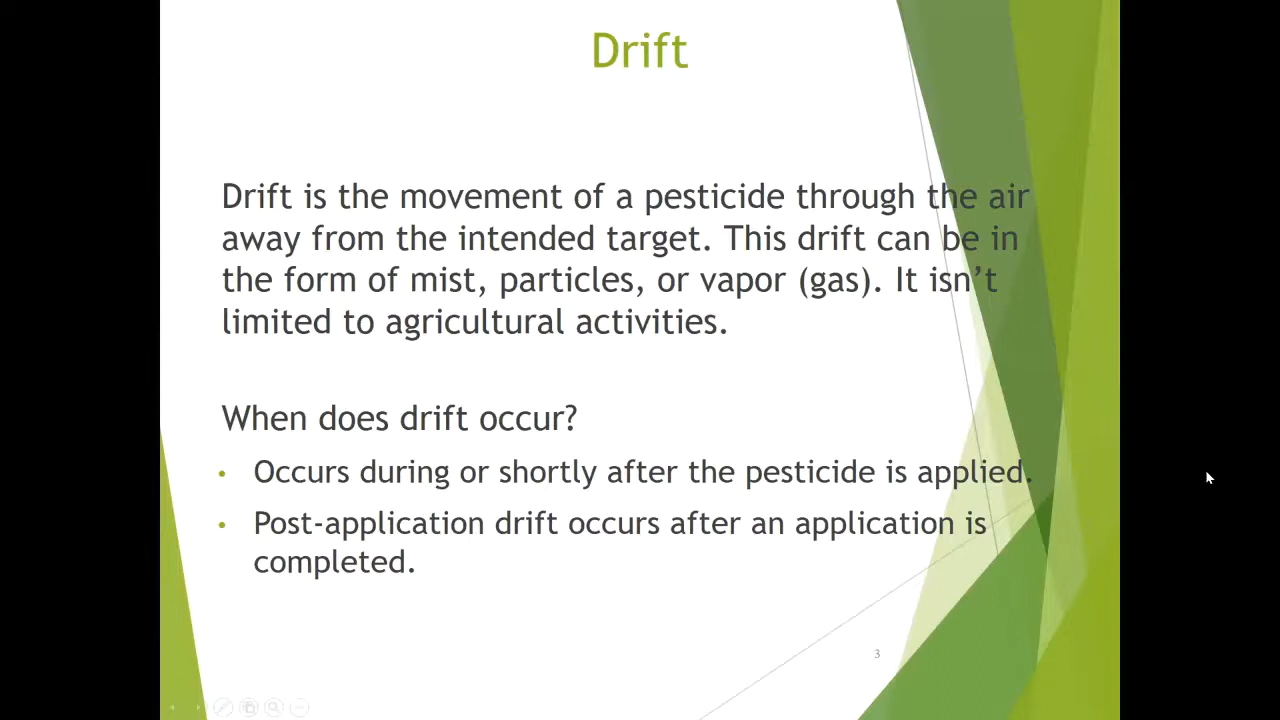 Drift
Drift is the movement of a pesticide through the air
away from the intended target. This drift can be in
the form of mist, particles, or vapor (gas). It isn’t
limited to agricultural activities.
When does drift occur?
• Occurs during or shortly after the pesticide is applied.
• Post-application drift occurs after an application is
completed.
3